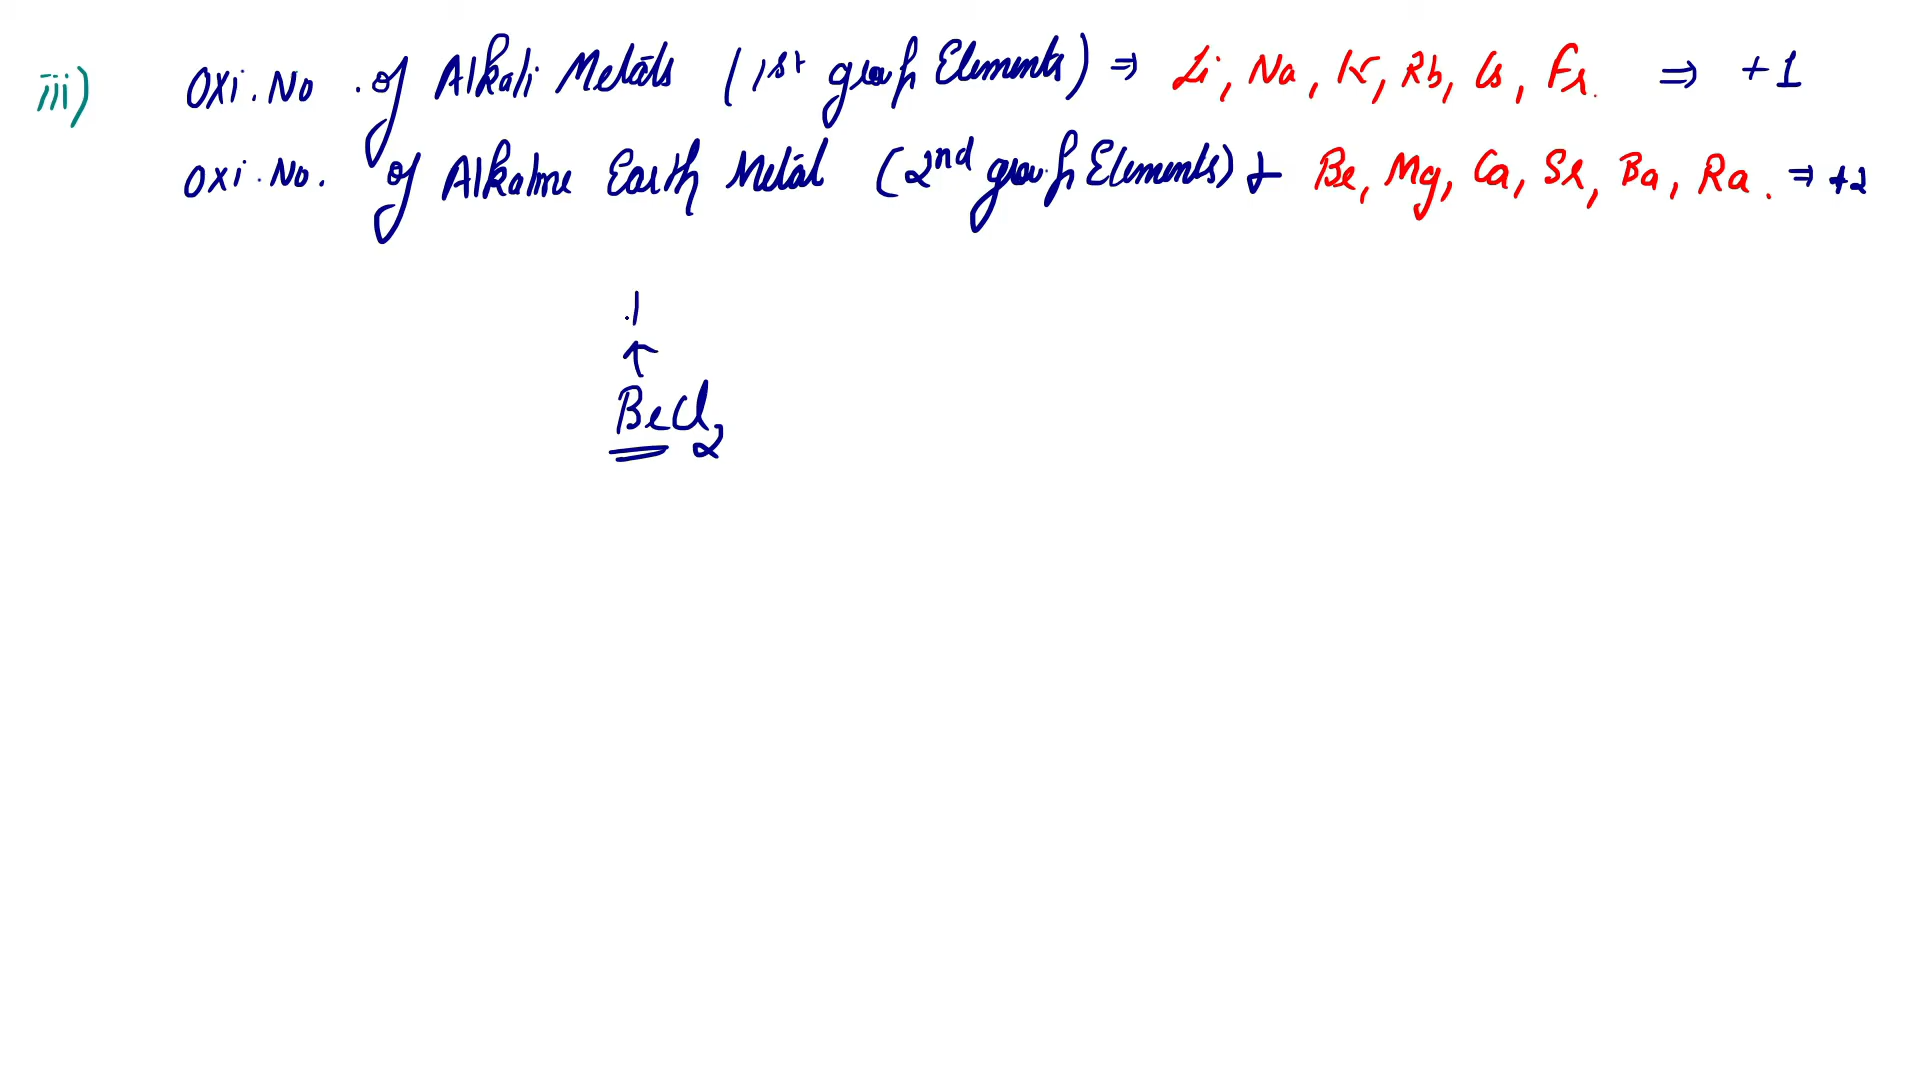 iii) Oxi. No. of Alkali Metals (1st group Elements) ⇒ Li, Na, K, Rb, Cs, Fr. ⇒ +1
Oxi. No. of Alkaline Earth Metal (2nd group Elements) Be, Mg, Ca, Sr, Ba, Ra. ⇒ +2
↑
BeCl₂